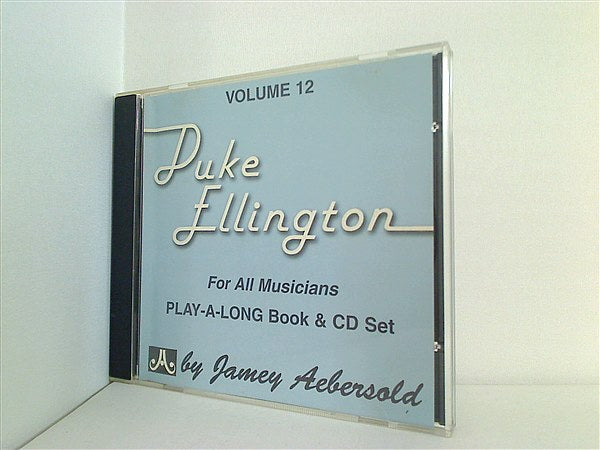 VOLUME 12
Duke
Ellington
For All Musicians
PLAY-A-LONG Book & CD Set
A by Jamey Aebersold